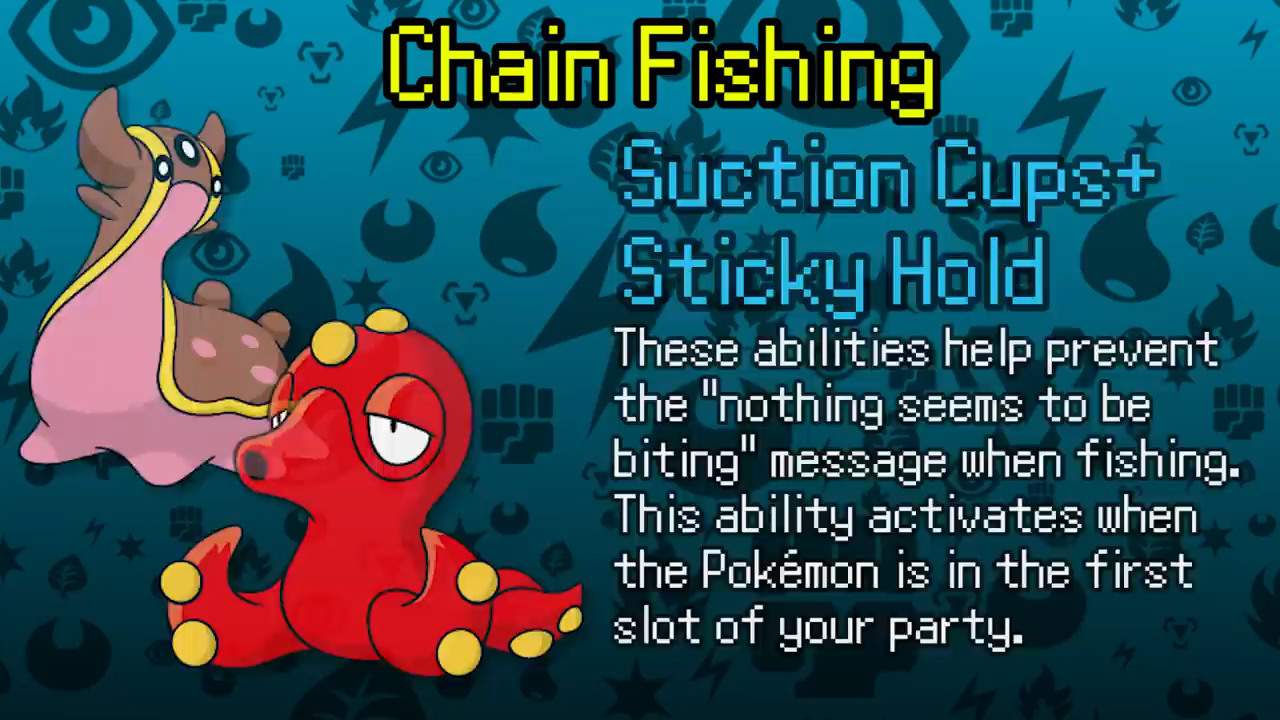 Chain Fishing
Suction Cups+
Sticky Hold
These abilities help prevent
the "nothing seems to be
biting" message when fishing.
This ability activates when
the Pokémon is in the first
slot of your party.